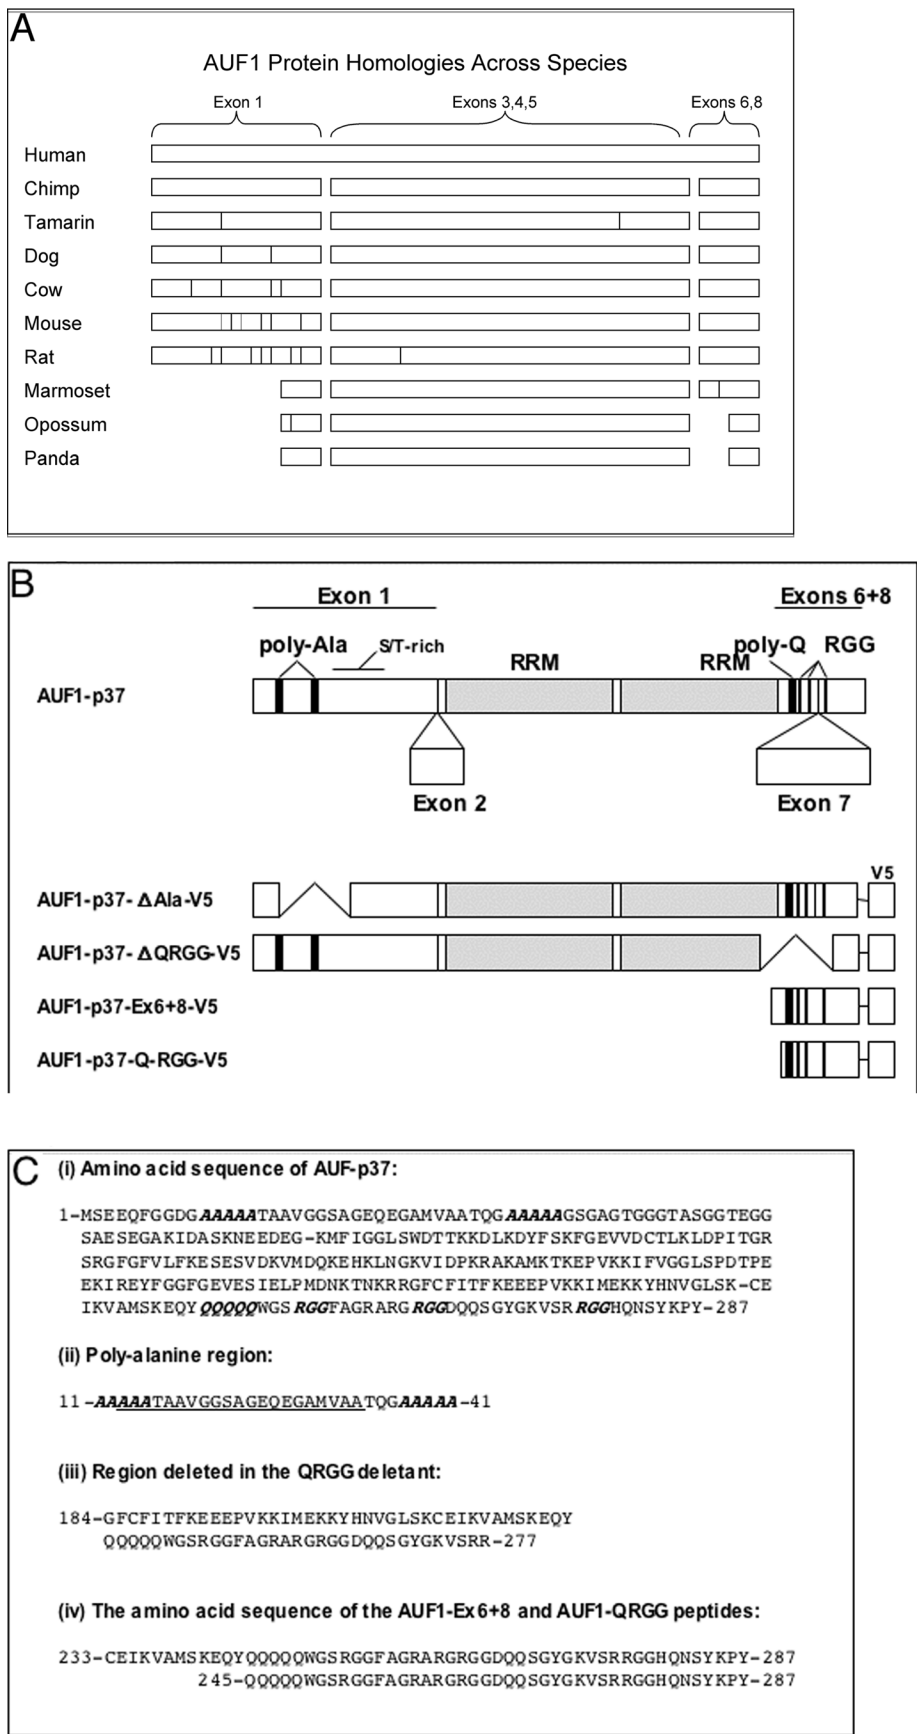 A
AUF1 Protein Homologies Across Species
Exon 1 Exons 3,4,5 Exons 6,8
Human
Chimp
Tamarin
Dog
Cow
Mouse
Rat
Marmoset
Opossum
Panda
B
Exon 1 Exons 6+8
poly-Ala S/T-rich RRM RRM poly-Q RGG
AUF1-p37
Exon 2 Exon 7
V5
AUF1-p37-ΔAla-V5
AUF1-p37-ΔQRGG-V5
AUF1-p37-Ex6+8-V5
AUF1-p37-Q-RGG-V5
C
(i) Amino acid sequence of AUF-p37:
1-MSEEQFGGDGAAAAATAAVGGSAGEQEGAMVAATQGAAAAAGSGAGTGGGTASGGTEGG
SAESEGAKIDASKNEEDEG-KMFIGGLSWDTTKKDLKDYFSKFGEVVDCTLKLDPITGR
SRGFGFVLFKESESVDKVMDQKEHKLNGKVIDPKRAKAMKTKEPVKKIFVGGLSPDTPE
EKIREYFGGFGEVESIELPMDNKTNKRRGFCFITFKEEEPVKKIMEKKYHNVGLSK-CE
IKVAMSKEQYQQQQQWGSRGGFAGRARGRGGDQQSGYGKVSRRGGHQNSYKPY-287
(ii) Poly-alanine region:
11-AAAAATAAVGGSAGEQEGAMVAATQGAAAAA-41
(iii) Region deleted in the QRGG deletant:
184-GFCFITFKEEEPVKKIMEKKYHNVGLSKCEIKVAMSKEQY
QQQQQWGSRGGFAGRARGRGGDQQSGYGKVSRR-277
(iv) The amino acid sequence of the AUF1-Ex6+8 and AUF1-QRGG peptides:
233-CEIKVAMSKEQYQQQQQWGSRGGFAGRARGRGGDQQSGYGKVSRRGGHQNSYKPY-287
245-QQQQQWGSRGGFAGRARGRGGDQQSGYGKVSRRGGHQNSYKPY-287